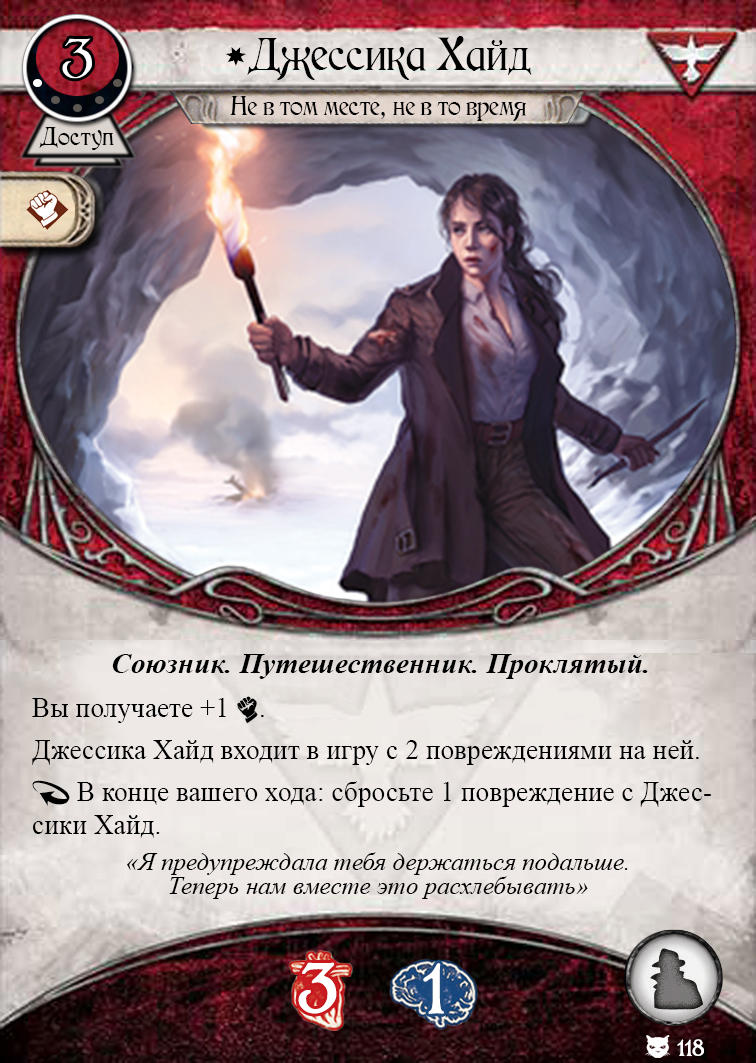 3
Джессика Хайд
Не в том месте, не в то время
Доступ
Союзник. Путешественник. Проклятый.
Вы получаете +1 .
Джессика Хайд входит в игру с 2 повреждениями на ней.
В конце вашего хода: сбросьте 1 повреждение с Джес-
сики Хайд.
«Я предупреждала тебя держаться подальше.
Теперь нам вместе это расхлебывать»
3 1
118